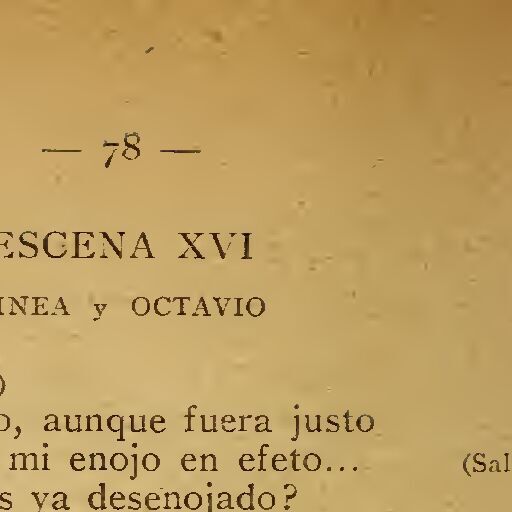 — 78 —
ESCENA XVI
INEA y OCTAVIO
O
o, aunque fuera justo
mi enojo en efeto... (Sal
s ya desenojado?